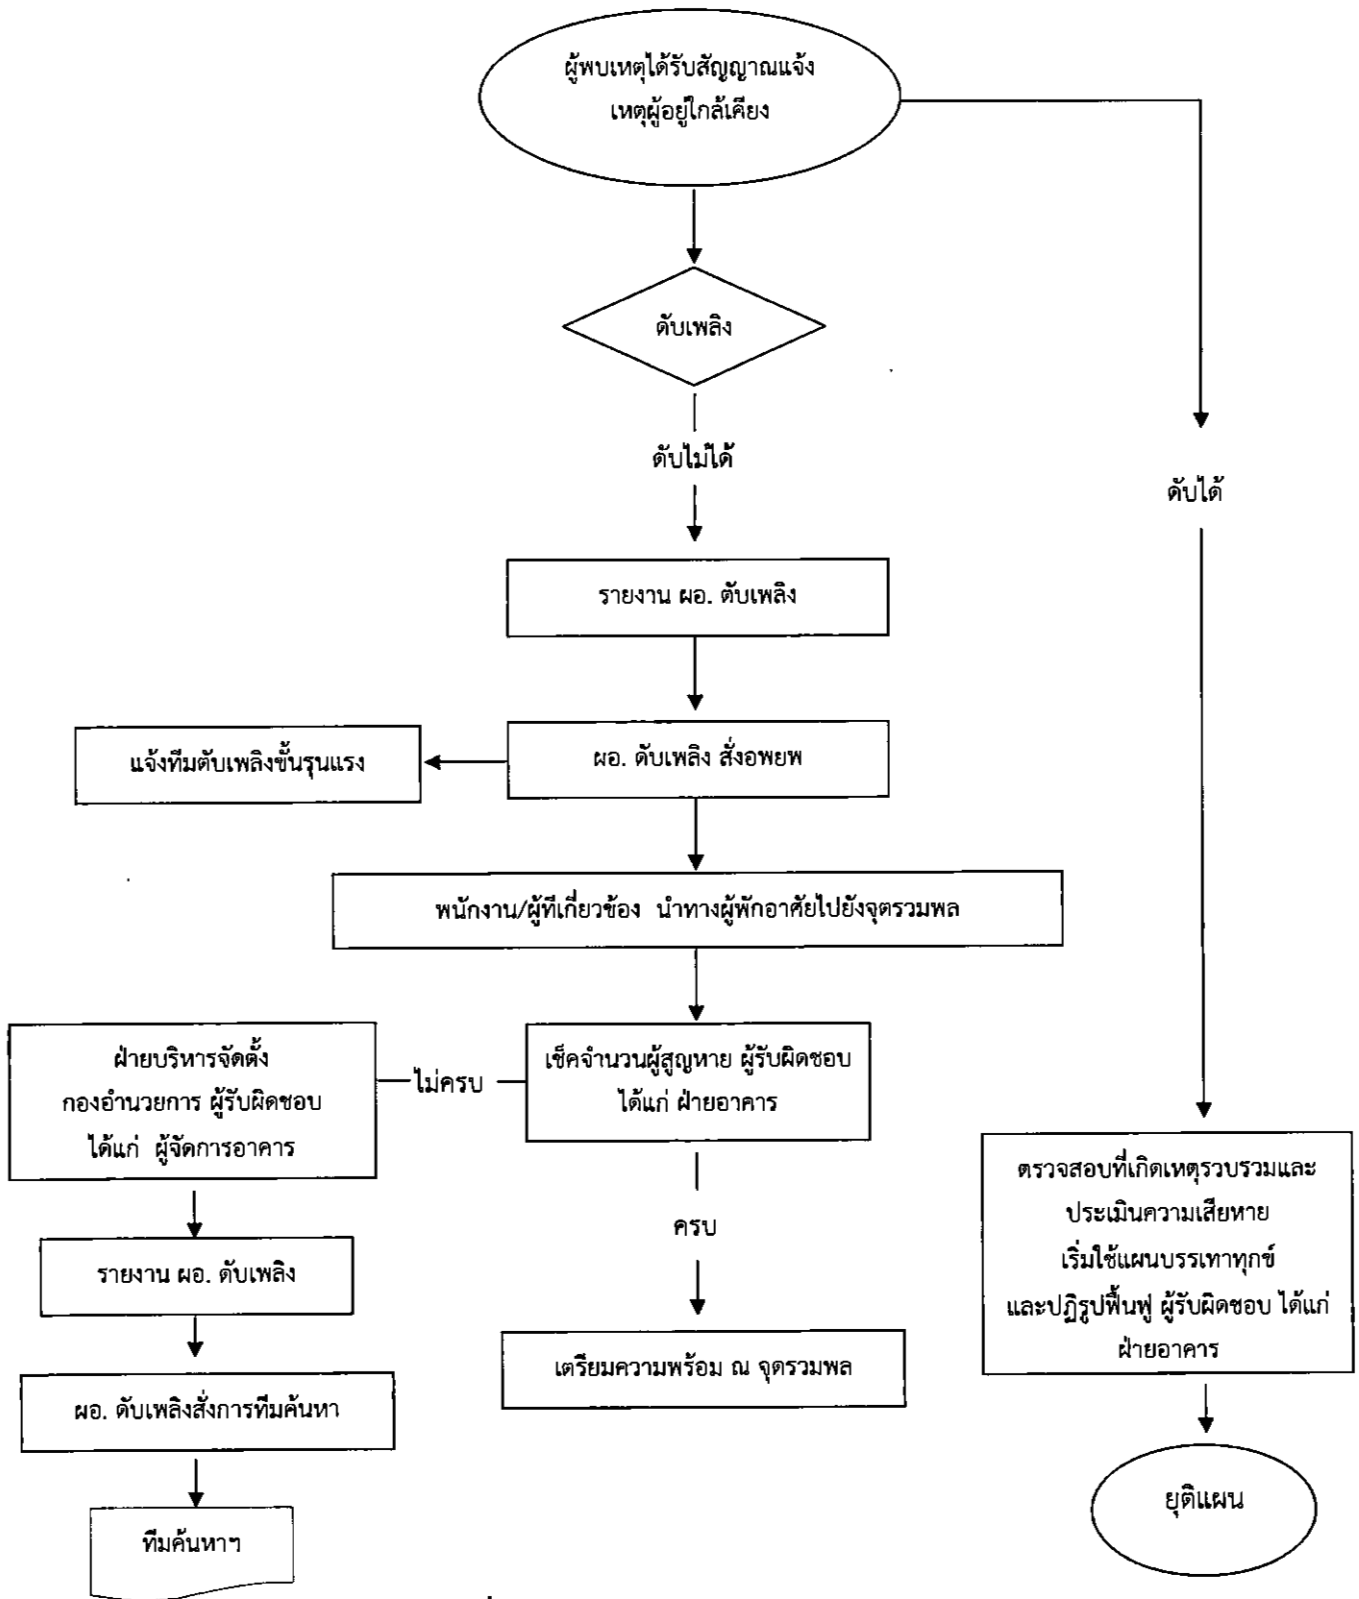 ผู้พบเหตุได้รับสัญญาณแจ้ง
เหตุผู้อยู่ใกล้เคียง
ดับเพลิง
ดับไม่ได้
ดับได้
รายงาน ผอ. ดับเพลิง
แจ้งทีมดับเพลิงขั้นรุนแรง
ผอ. ดับเพลิง สั่งอพยพ
พนักงาน/ผู้ที่เกี่ยวข้อง นำทางผู้พักอาศัยไปยังจุดรวมพล
ฝ่ายบริหารจัดตั้ง
กองอำนวยการ ผู้รับผิดชอบ
ได้แก่ ผู้จัดการอาคาร
ไม่ครบ
เช็คจำนวนผู้สูญหาย ผู้รับผิดชอบ
ได้แก่ ฝ่ายอาคาร
ครบ
รายงาน ผอ. ดับเพลิง
เตรียมความพร้อม ณ จุดรวมพล
ผอ. ดับเพลิงสั่งการทีมค้นหา
ทีมค้นหาฯ
ตรวจสอบที่เกิดเหตุรวบรวมและ
ประเมินความเสียหาย
เริ่มใช้แผนบรรเทาทุกข์
และปฏิรูปฟื้นฟู ผู้รับผิดชอบ ได้แก่
ฝ่ายอาคาร
ยุติแผน